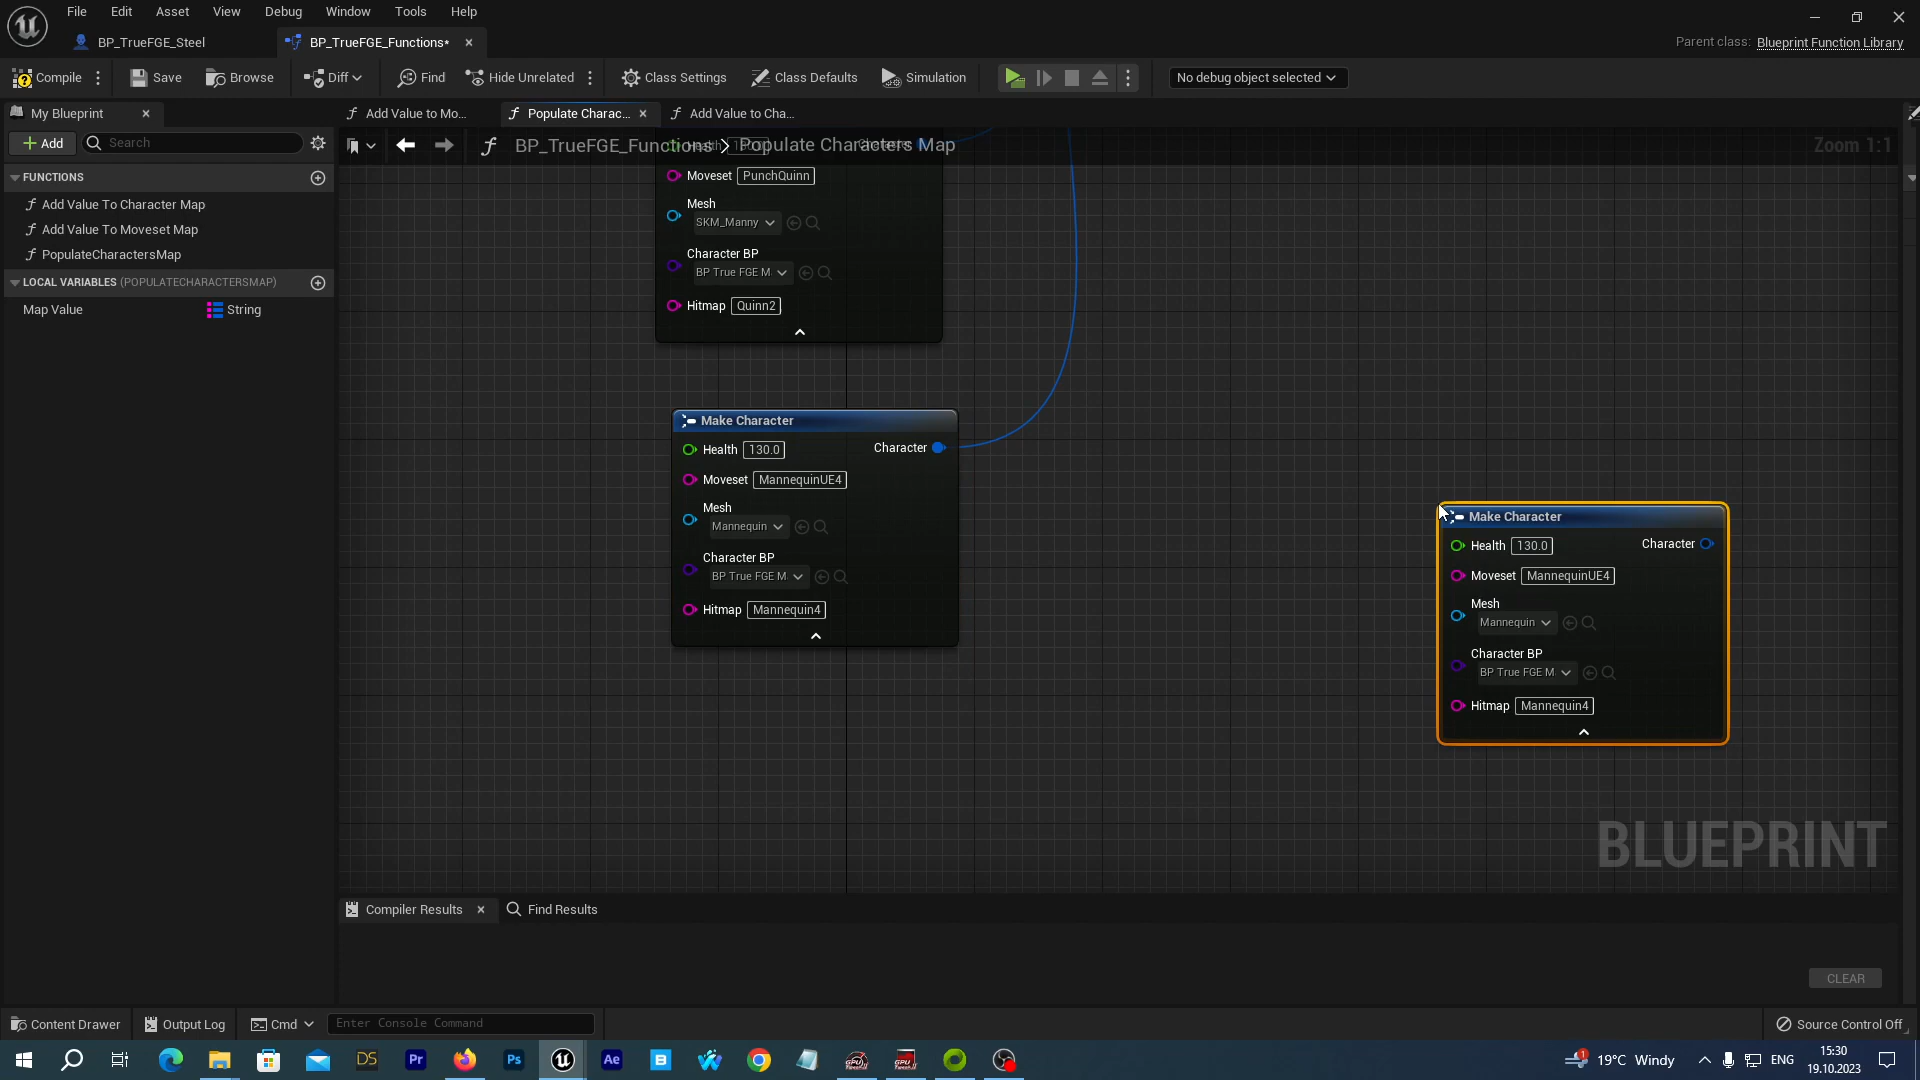 File Edit Asset View Debug Window Tools Help
BP_TrueFGE_Steel
BP_TrueFGE_Functions*
Parent class: Blueprint Function Library
Compile
Save
Browse
Diff
Find
Hide Unrelated
Class Settings
Class Defaults
Simulation
No debug object selected
My Blueprint
Add Value to Mo...
Populate Charac...
Add Value to Cha...
Add
Search
BP_TrueFGE_Functions > Populate Characters Map
Zoom 1:1
FUNCTIONS
Add Value To Character Map
Add Value To Moveset Map
PopulateCharactersMap
LOCAL VARIABLES (POPULATECHARACTERSMAP)
Map Value String
Moveset PunchQuinn
Mesh
SKM_Manny
Character BP
BP True FGE M
Hitmap Quinn2
Make Character
Health 130.0 Character
Moveset MannequinUE4
Mesh
Mannequin
Character BP
BP True FGE M
Hitmap Mannequin4
Make Character
Health 130.0 Character
Moveset MannequinUE4
Mesh
Mannequin
Character BP
BP True FGE M
Hitmap Mannequin4
BLUEPRINT
Compiler Results
Find Results
CLEAR
Content Drawer
Output Log
Cmd
Enter Console Command
Source Control Off
DS
Pr
Ps
Ae
19°C Windy
ENG
15:30
19.10.2023